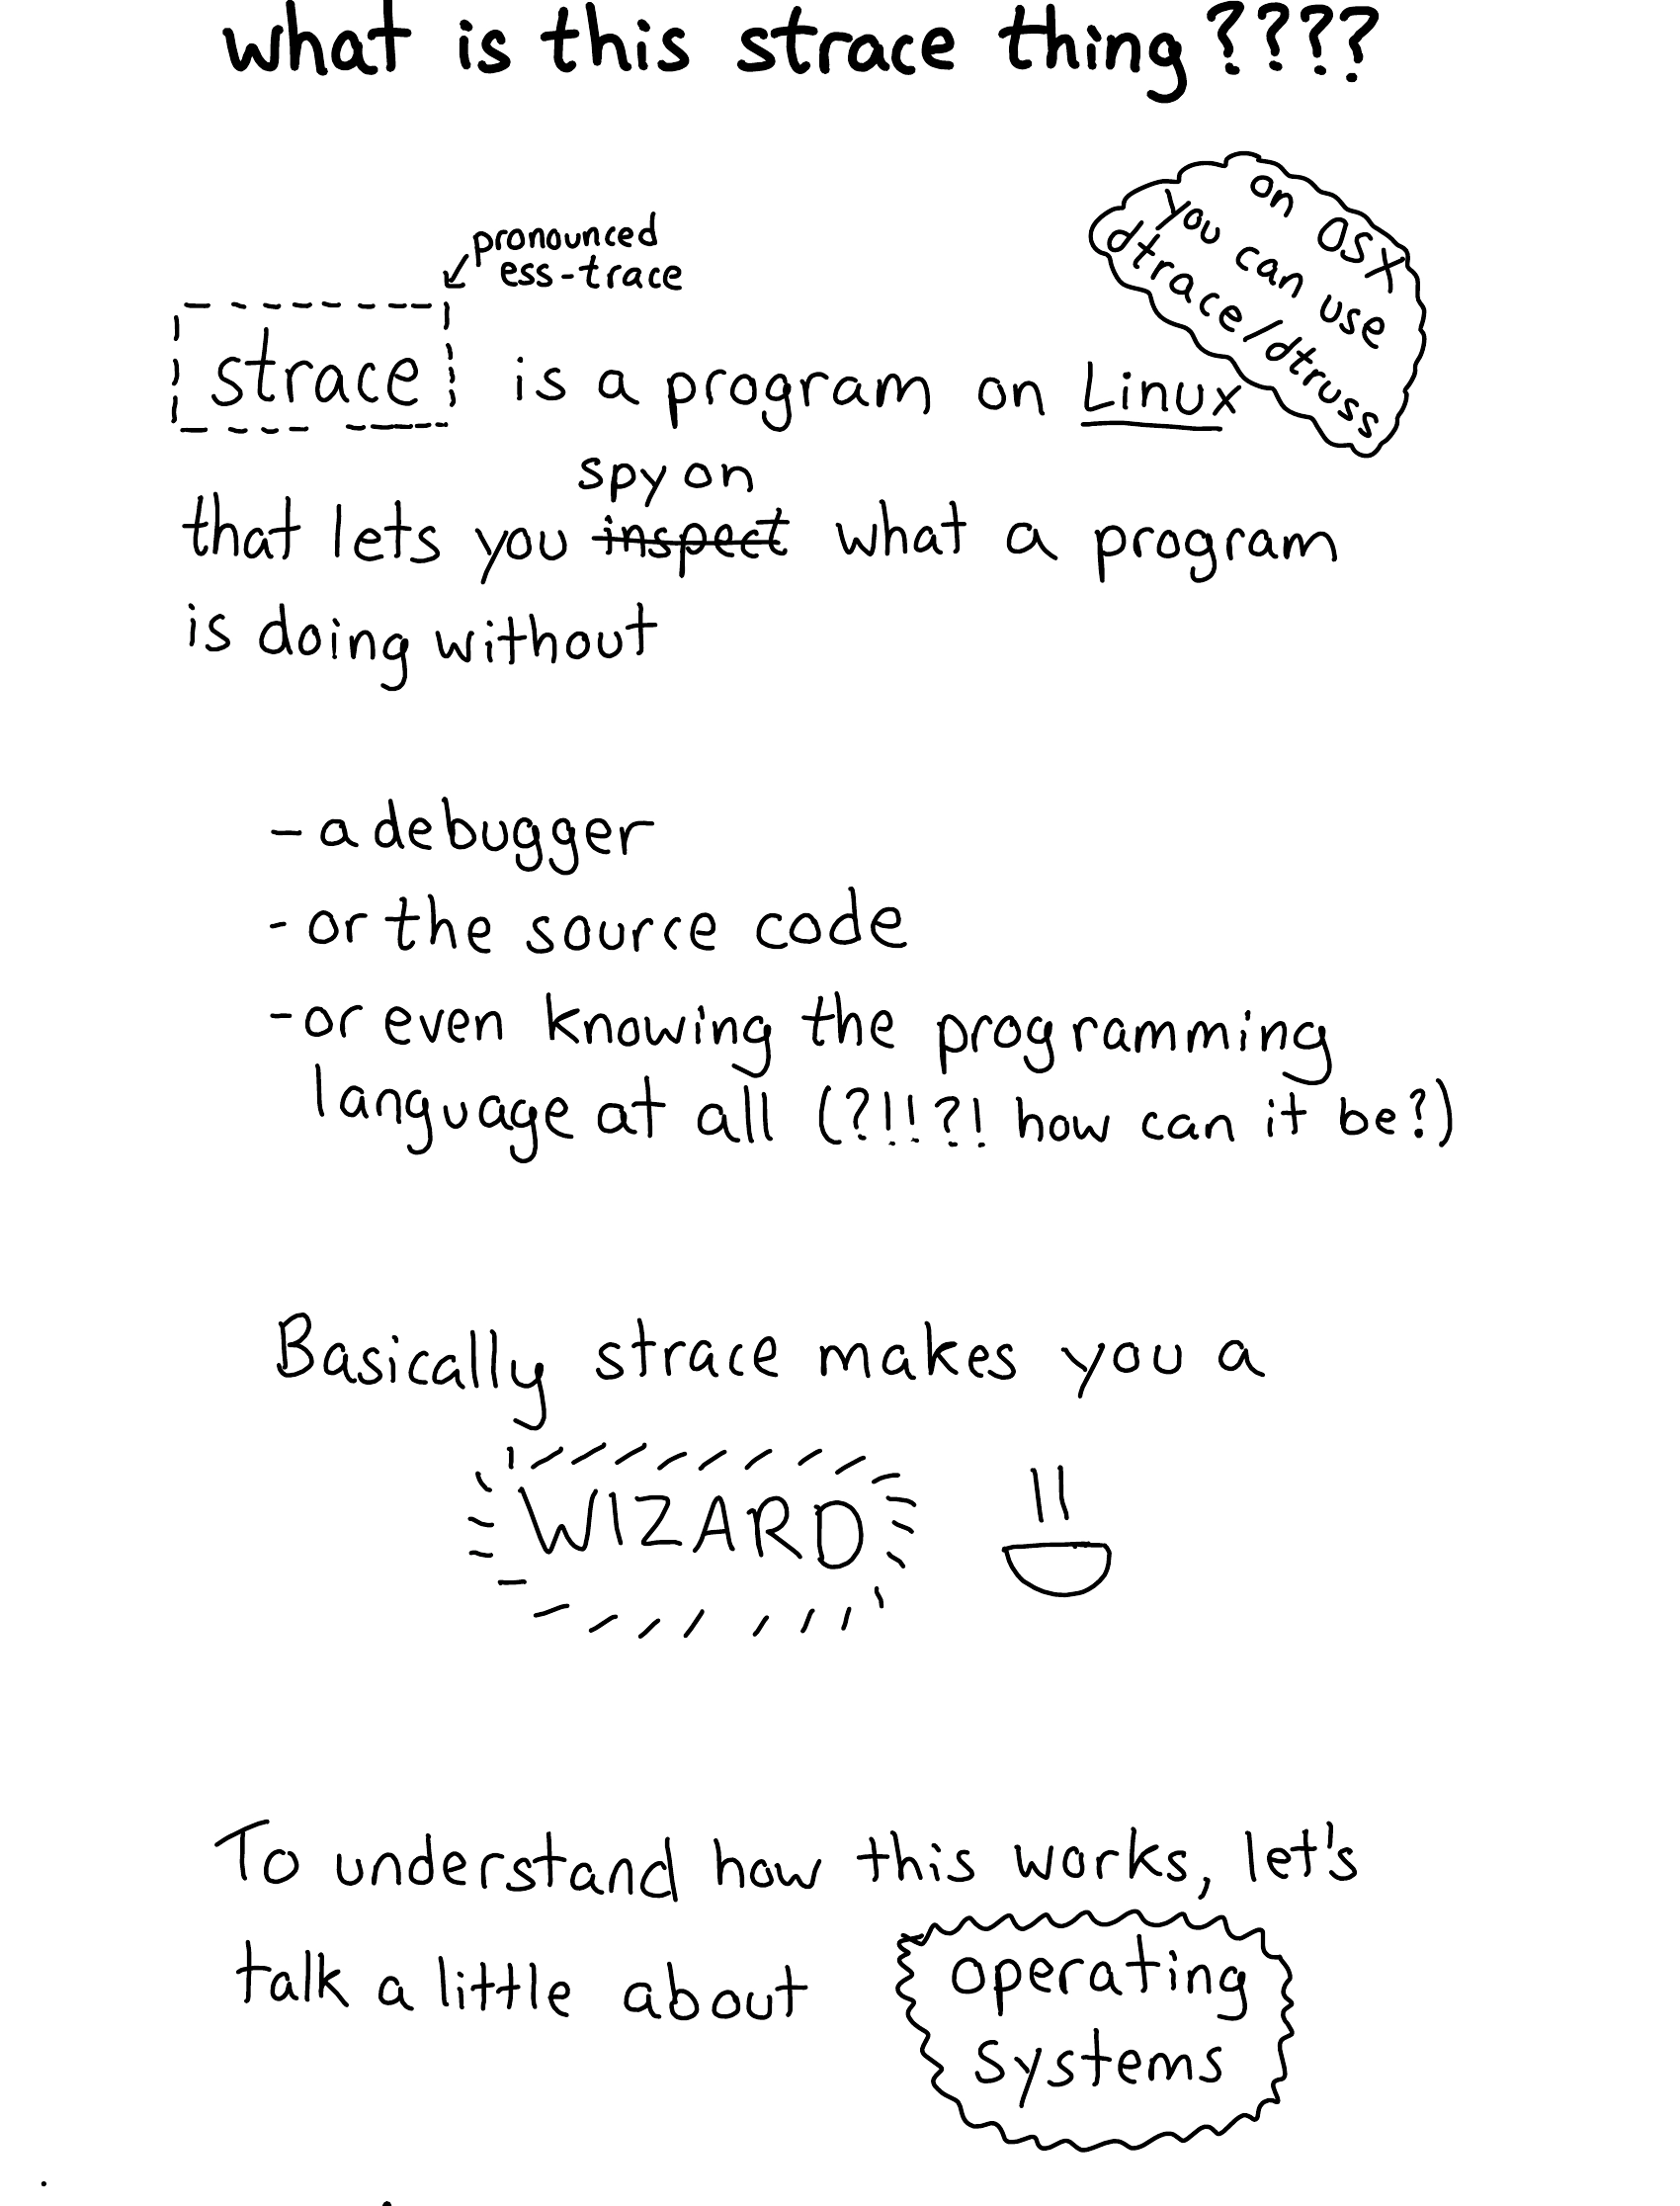 what is this strace thing????
pronounced
ess-trace
on OSX
you can use
dtrace/dtruss
strace is a program on Linux
spy on
that lets you inspect what a program
is doing without
- a debugger
- or the source code
- or even knowing the programming
language at all (?!!?! how can it be?)
Basically strace makes you a
WIZARD
To understand how this works, let's
talk a little about operating
systems